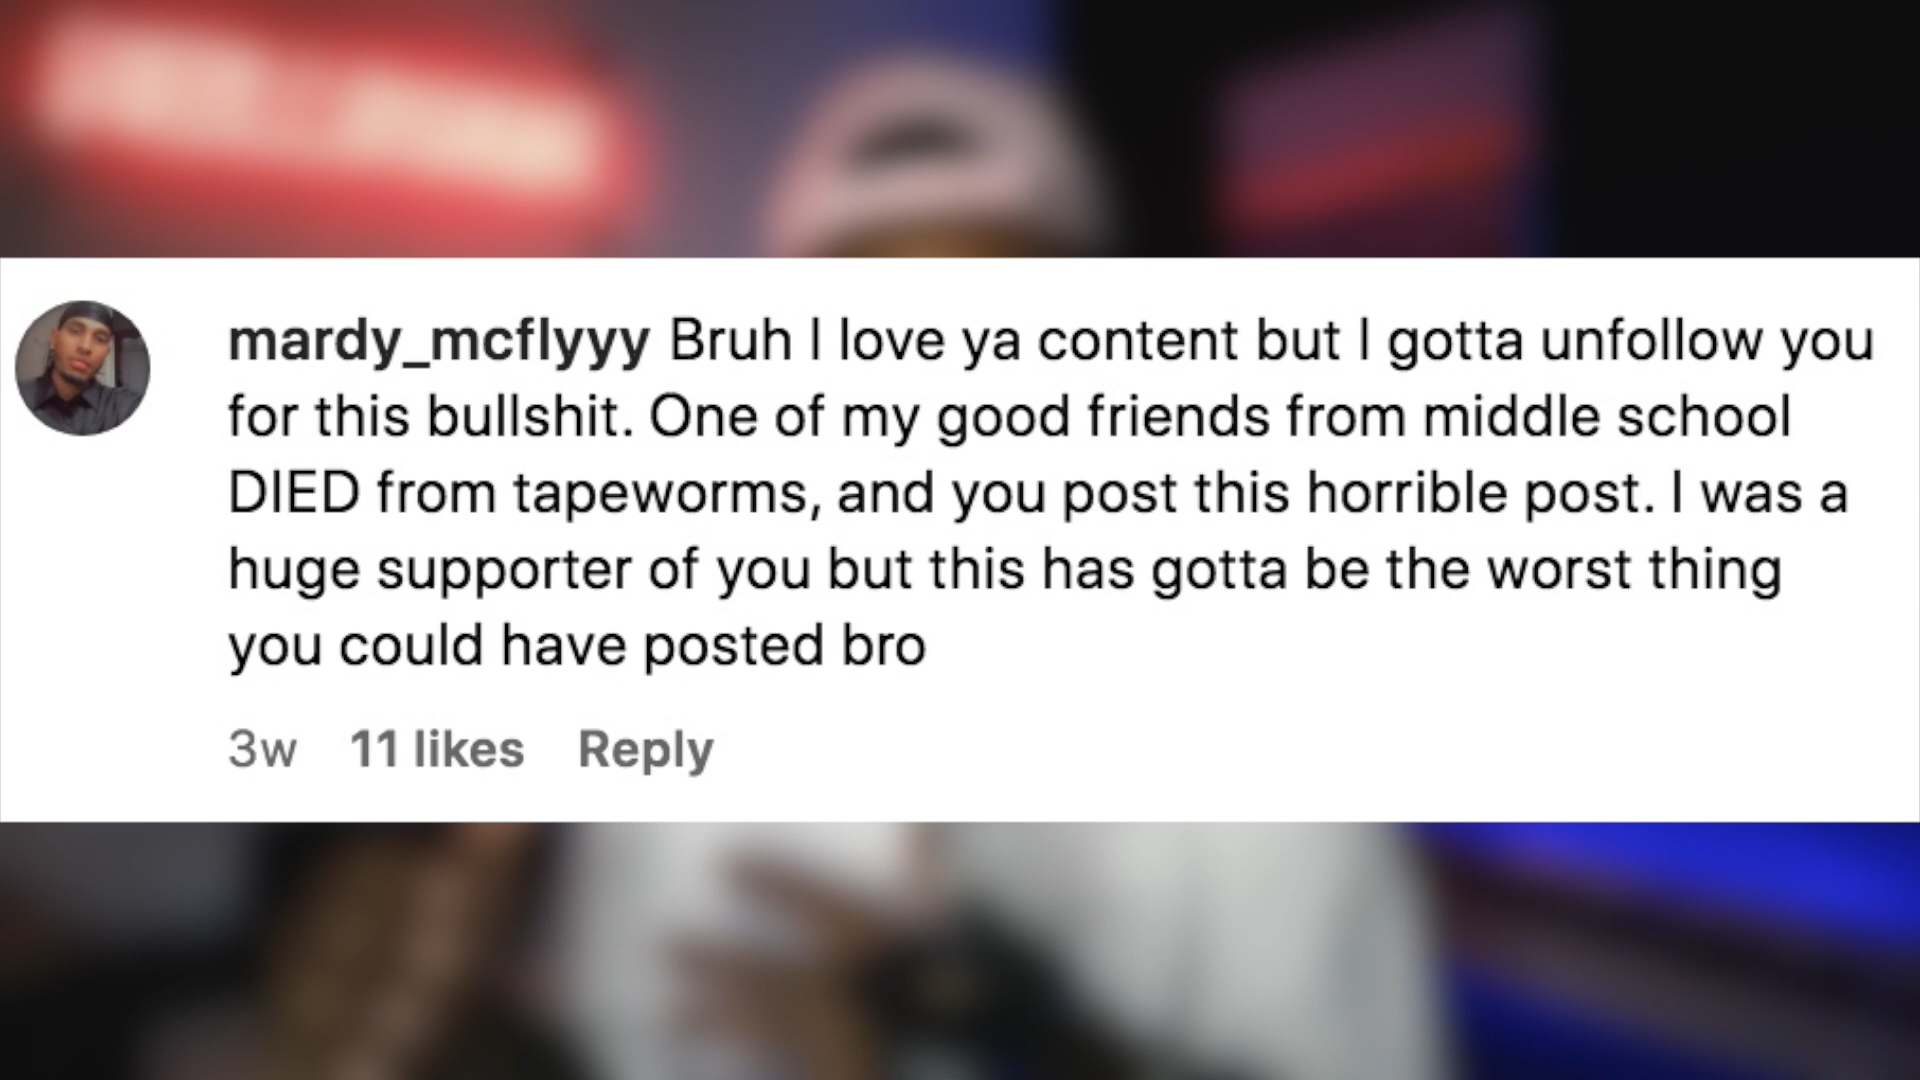 mardy_mcflyyy Bruh I love ya content but I gotta unfollow you
for this bullshit. One of my good friends from middle school
DIED from tapeworms, and you post this horrible post. I was a
huge supporter of you but this has gotta be the worst thing
you could have posted bro
3w 11 likes Reply